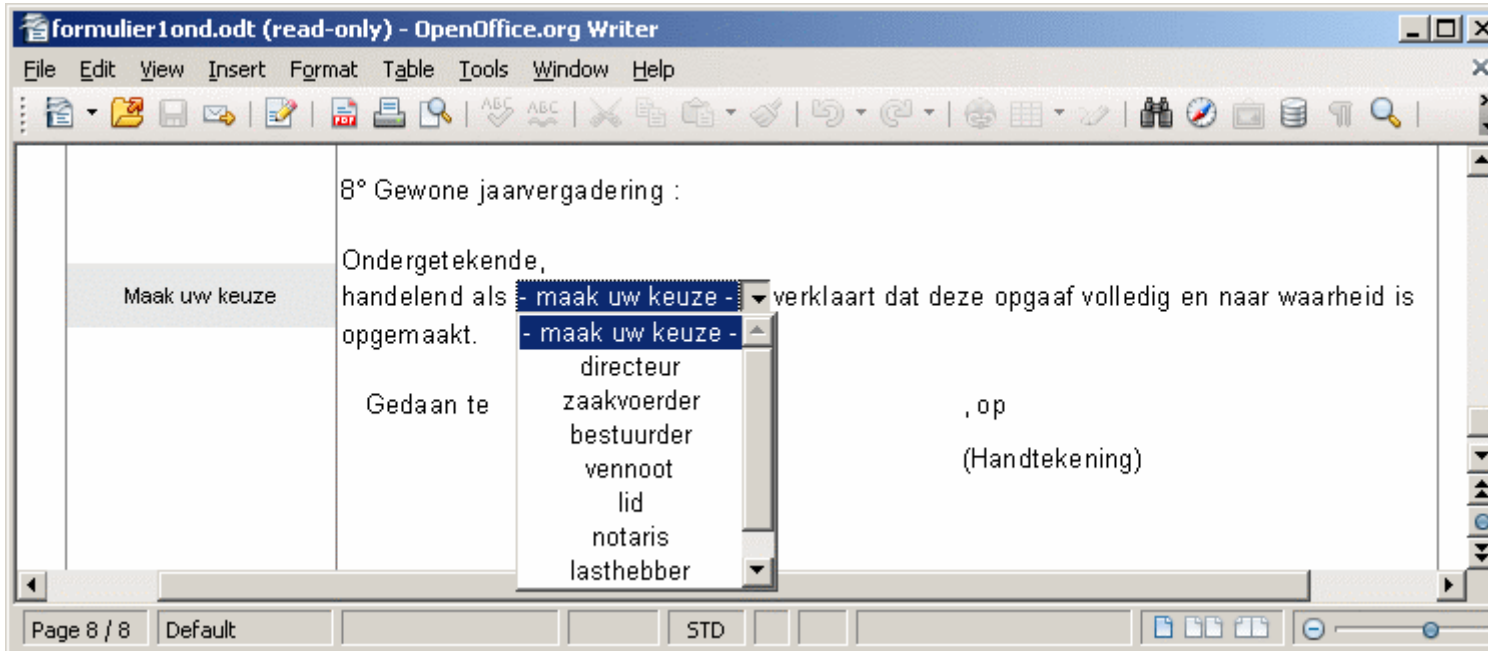 formulier1ond.odt (read-only) - OpenOffice.org Writer
File Edit View Insert Format Table Tools Window Help
ABC ABC
8° Gewone jaarvergadering :
Ondergetekende,
Maak uw keuze
handelend als - maak uw keuze - verklaart dat deze opgaaf volledig en naar waarheid is
opgemaakt.
- maak uw keuze -
directeur
zaakvoerder
Gedaan te , op
bestuurder
(Handtekening)
vennoot
lid
notaris
lasthebber
Page 8 / 8 Default STD